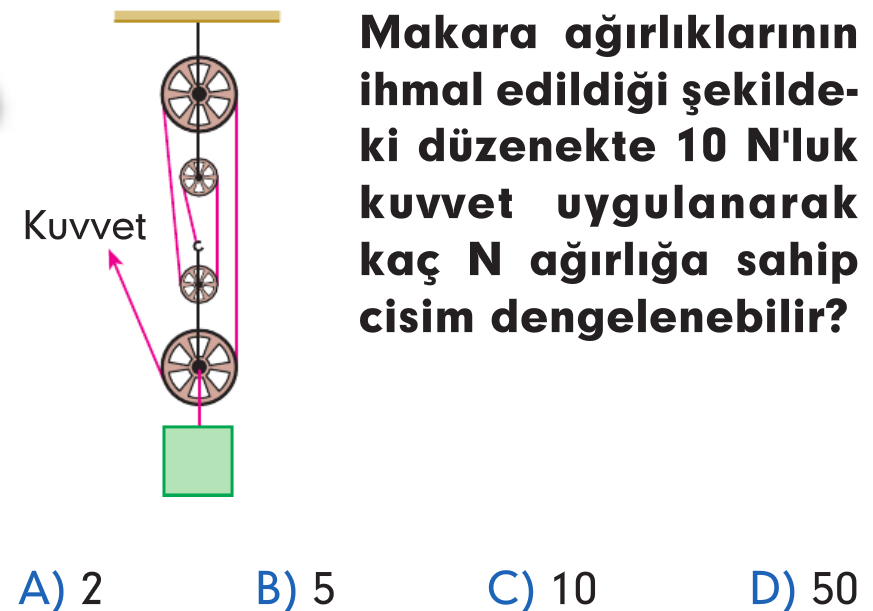 Makara ağırlıklarının
ihmal edildiği şekilde-
ki düzenekte 10 N'luk
kuvvet uygulanarak
kaç N ağırlığa sahip
cisim dengelenebilir?
Kuvvet
A) 2 B) 5 C) 10 D) 50